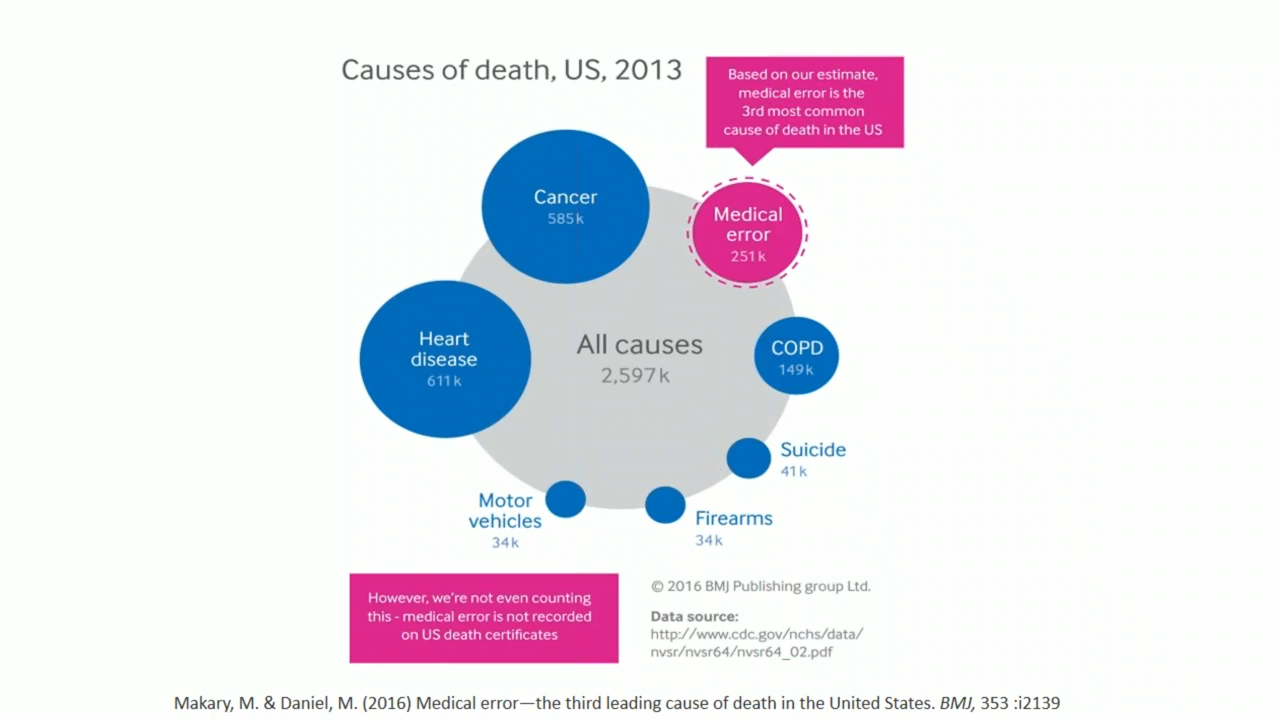 Causes of death, US, 2013
Based on our estimate,
medical error is the
3rd most common
cause of death in the US
Cancer
585k
Medical
error
251k
Heart
disease
611k
All causes
2,597k
COPD
149k
Suicide
41k
Motor
vehicles
34k
Firearms
34k
However, we're not even counting
this - medical error is not recorded
on US death certificates
© 2016 BMJ Publishing group Ltd.
Data source:
http://www.cdc.gov/nchs/data/
nvsr/nvsr64/nvsr64_02.pdf
Makary, M. & Daniel, M. (2016) Medical error—the third leading cause of death in the United States. BMJ, 353 :i2139